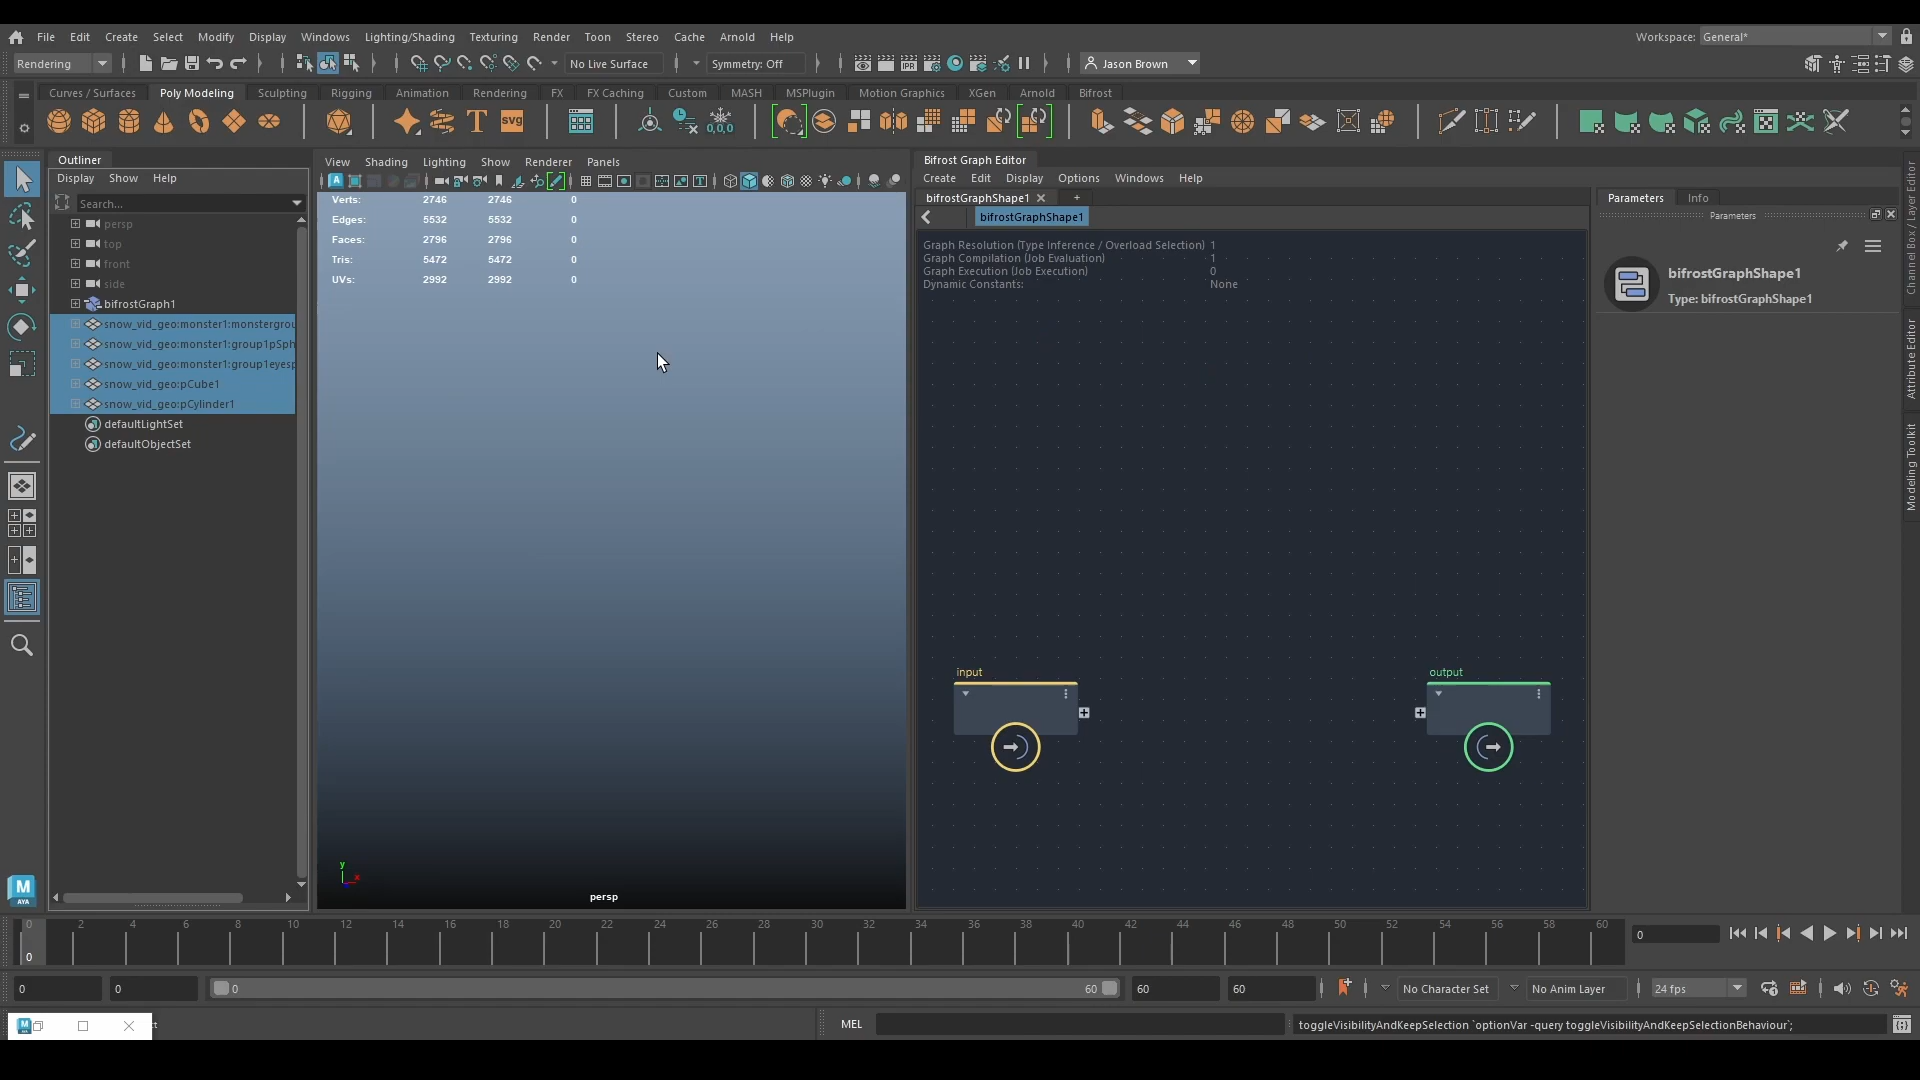 File Edit Create Select Modify Display Windows Lighting/Shading Texturing Render Toon Stereo Cache Arnold Help
Workspace: General*
Rendering
No Live Surface
Symmetry: Off
Jason Brown
Curves / Surfaces Poly Modeling Sculpting Rigging Animation Rendering FX FX Caching Custom MASH MSPlugin Motion Graphics XGen Arnold Bifrost
T
svg
IPR
0,0,0
Outliner
Display Show Help
Search...
persp
top
front
side
bifrostGraph1
snow_vid_geo:monster1:monstergrou
snow_vid_geo:monster1:group1pSph
snow_vid_geo:monster1:group1eyesp
snow_vid_geo:pCube1
snow_vid_geo:pCylinder1
defaultLightSet
defaultObjectSet
View Shading Lighting Show Renderer Panels
Verts: 2746 2746 0
Edges: 5532 5532 0
Faces: 2796 2796 0
Tris: 5472 5472 0
UVs: 2992 2992 0
y
x
persp
Bifrost Graph Editor
Create Edit Display Options Windows Help
bifrostGraphShape1
+
bifrostGraphShape1
Graph Resolution (Type Inference / Overload Selection) 1
Graph Compilation (Job Evaluation) 1
Graph Execution (Job Execution) 0
Dynamic Constants: None
input
output
Parameters Info
Parameters
bifrostGraphShape1
Type: bifrostGraphShape1
Channel Box / Layer Editor
Attribute Editor
Modeling Toolkit
M
AYA
0 2 4 6 8 10 12 14 16 18 20 22 24 26 28 30 32 34 36 38 40 42 44 46 48 50 52 54 56 58 60
0
0
0 0 0 60 60 60
No Character Set
No Anim Layer
24 fps
MEL
toggleVisibilityAndKeepSelection `optionVar -query toggleVisibilityAndKeepSelectionBehaviour`;